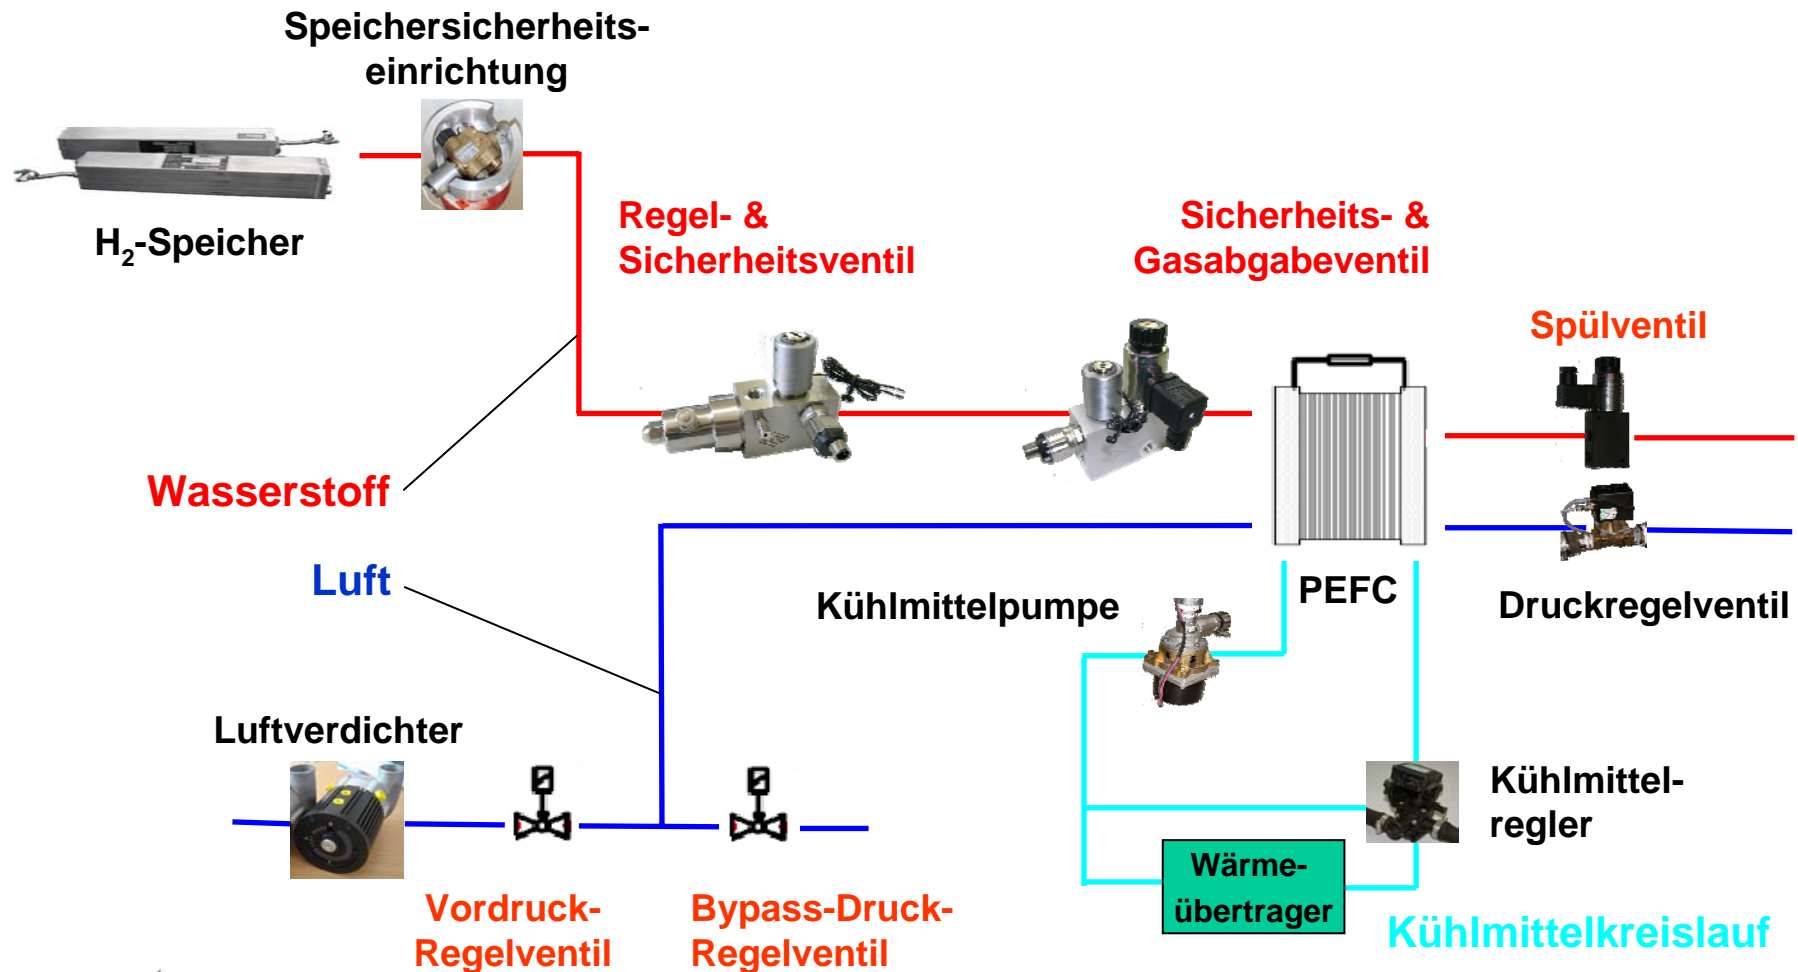 Speichersicherheits-
einrichtung
H₂-Speicher
Regel- &
Sicherheitsventil
Sicherheits- &
Gasabgabeventil
Spülventil
Wasserstoff
Luft
Kühlmittelpumpe
PEFC
Druckregelventil
Luftverdichter
Kühlmittel-
regler
Wärme-
übertrager
Vordruck-
Regelventil
Bypass-Druck-
Regelventil
Kühlmittelkreislauf